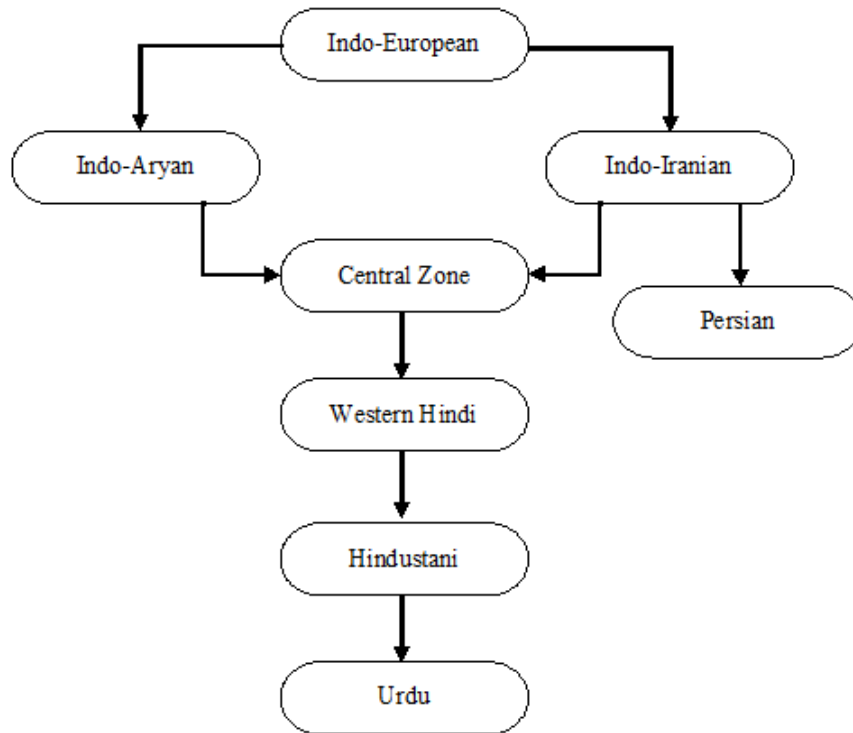 Indo-European
Indo-Aryan
Indo-Iranian
Central Zone
Persian
Western Hindi
Hindustani
Urdu